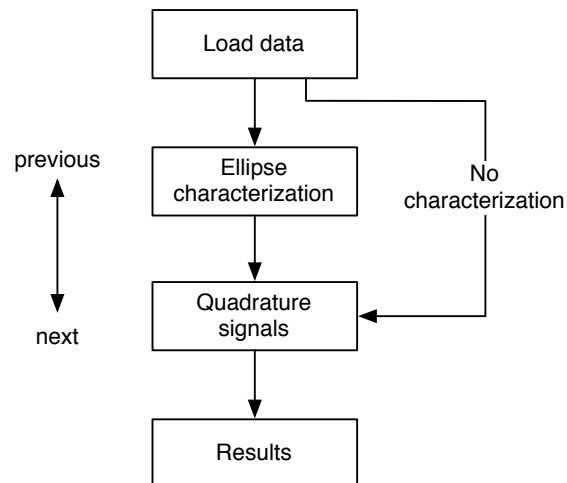 Load data
previous
Ellipse
characterization
No
characterization
Quadrature
signals
next
Results